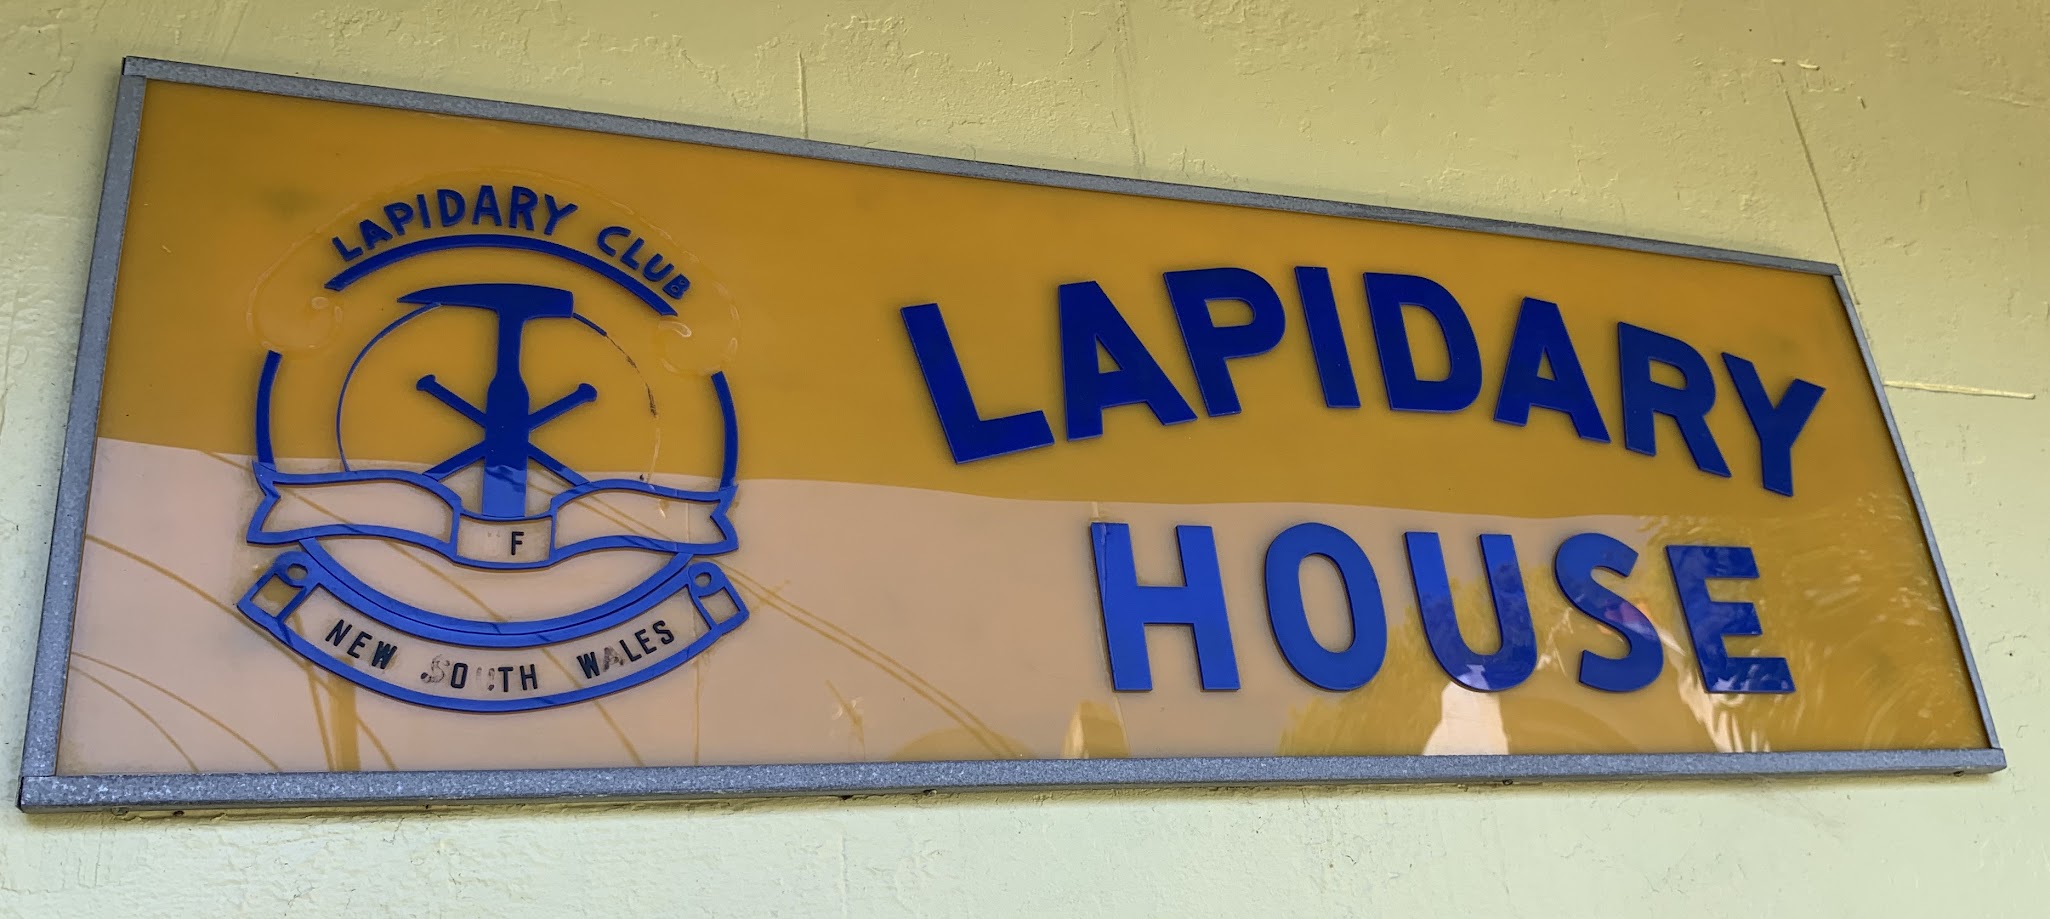 LAPIDARY CLUB
F
NEW SOUTH WALES
LAPIDARY
HOUSE